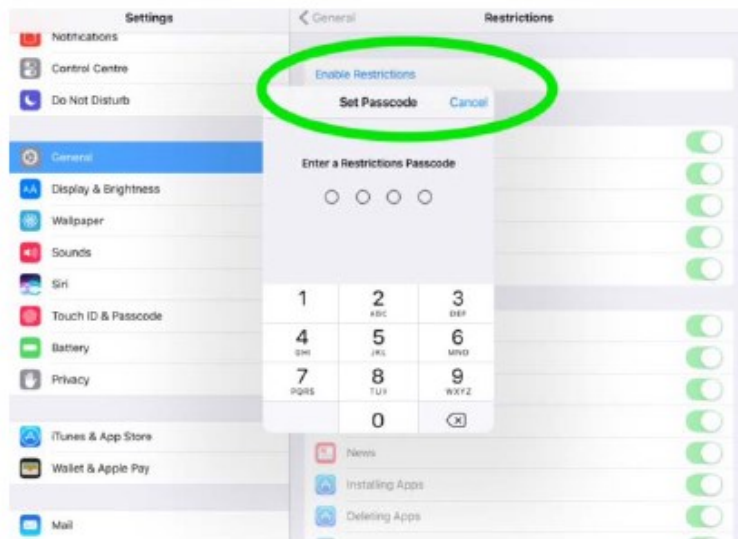 Settings
Notifications
Control Centre
Do Not Disturb
General
Display & Brightness
Wallpaper
Sounds
Siri
Touch ID & Passcode
Battery
Privacy
iTunes & App Store
Wallet & Apple Pay
Mail
General
Restrictions
Enable Restrictions
Set Passcode Cancel
Enter a Restrictions Passcode
1 2 3
ABC DEF
4 5 6
GHI JKL MNO
7 8 9
PQRS TUV WXYZ
0
News
Installing Apps
Deleting Apps